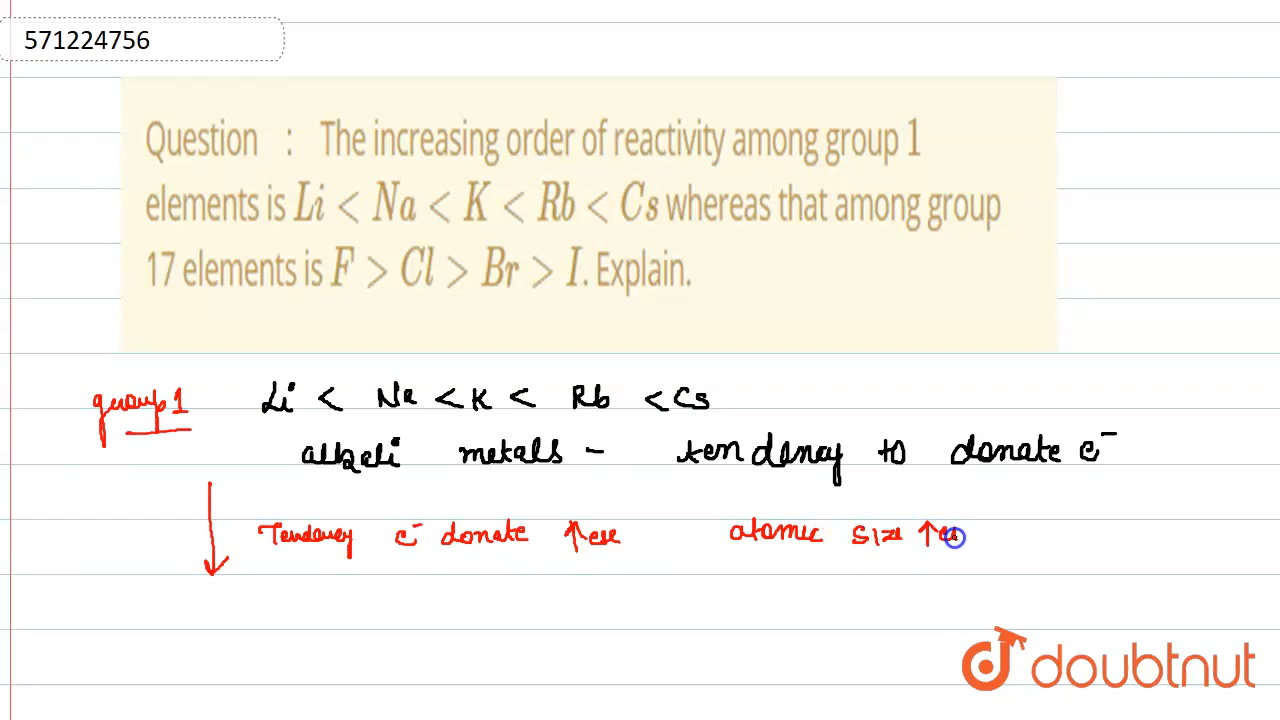 571224756
Question : The increasing order of reactivity among group 1
elements is Li < Na < K < Rb < Cs whereas that among group
17 elements is F > Cl > Br > I. Explain.
group 1 Li < Na < K < Rb < Cs
alkali metals - tendency to donate e⁻
↓ Tendency e⁻ donate ↑es atomic size ↑
doubtnut